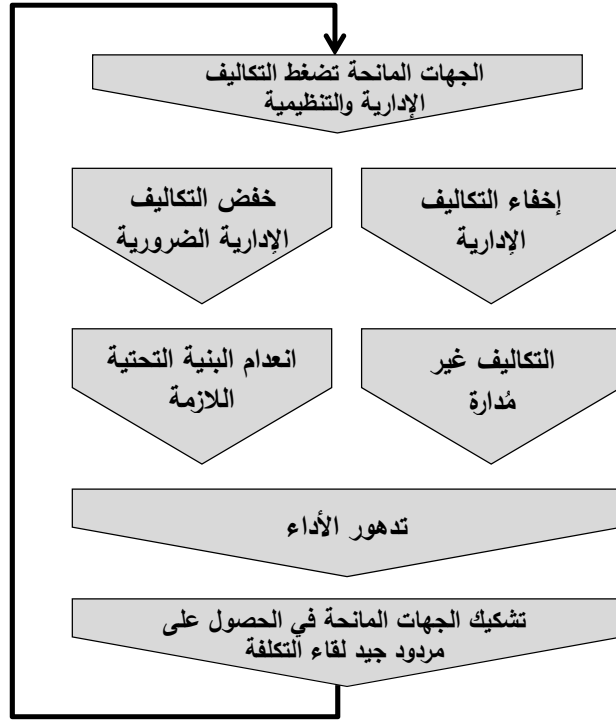 الجهات المانحة تضغط التكاليف
الإدارية والتنظيمية
إخفاء التكاليف
الإدارية
خفض التكاليف
الإدارية الضرورية
التكاليف غير
مُدارة
انعدام البنية التحتية
اللازمة
تدهور الأداء
تشكيك الجهات المانحة في الحصول على
مردود جيد لقاء التكلفة